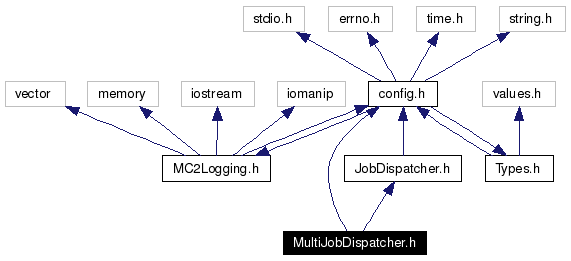 stdio.h
errno.h
time.h
string.h
vector
memory
iostream
iomanip
config.h
values.h
MC2Logging.h
JobDispatcher.h
Types.h
MultiJobDispatcher.h